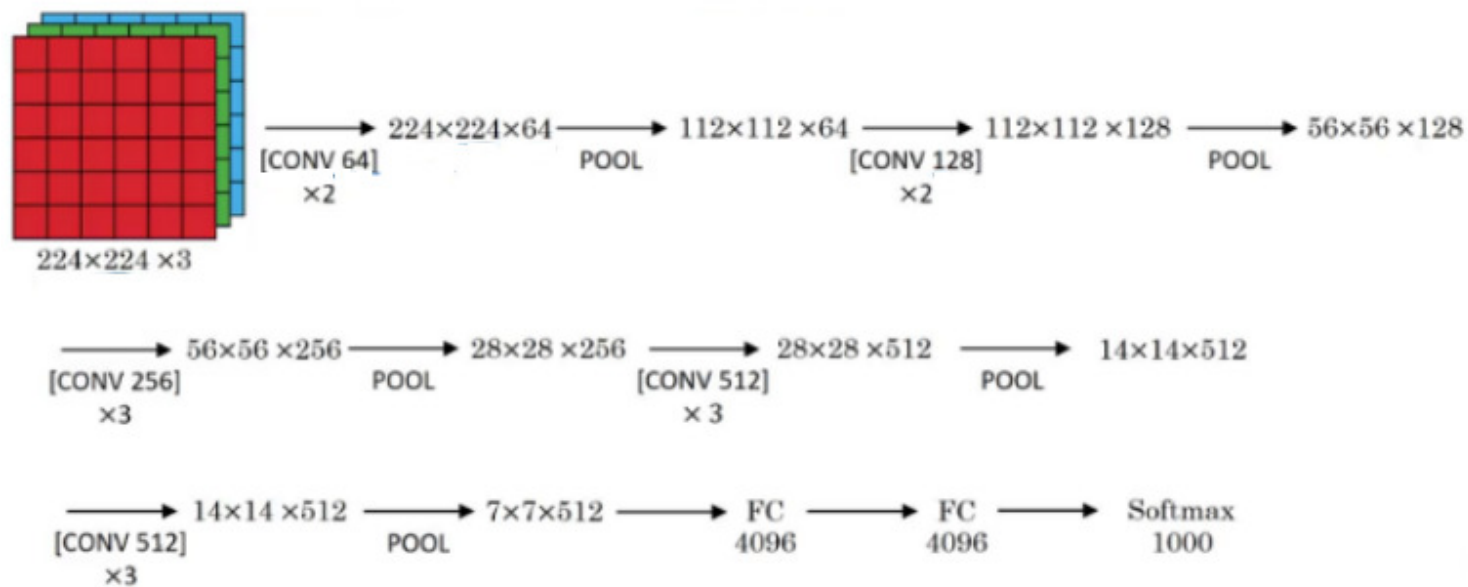 224×224×64 112×112 ×64 112×112 ×128 56×56 ×128
[CONV 64] POOL [CONV 128] POOL
×2 ×2
224×224 ×3
56×56 ×256 28×28 ×256 28×28 ×512 14×14×512
[CONV 256] POOL [CONV 512] POOL
×3 × 3
14×14 ×512 7×7×512 FC FC Softmax
4096 4096 1000
[CONV 512] POOL
×3